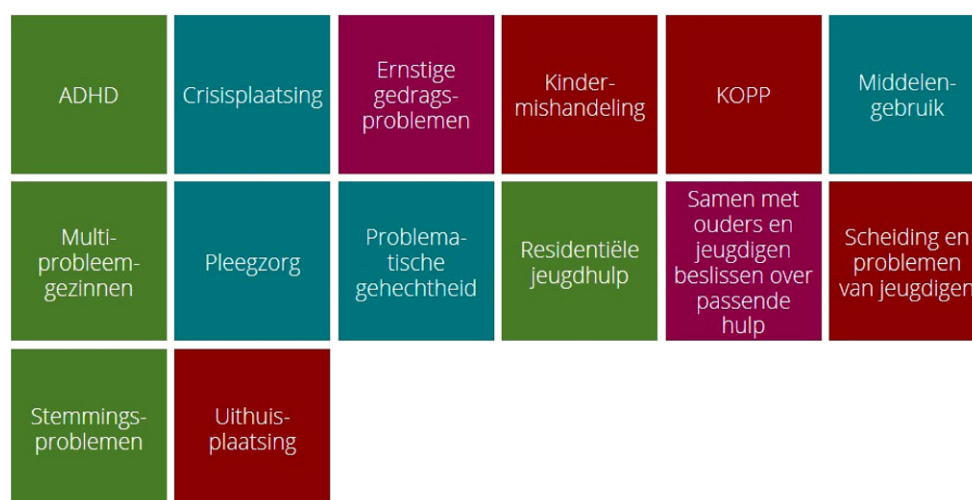 ADHD
Crisisplaatsing
Ernstige
gedrags-
problemen
Kinder-
mishandeling
KOPP
Middelen-
gebruik
Multi-
probleem-
gezinnen
Pleegzorg
Problema-
tische
gehechtheid
Residentiële
jeugdhulp
Samen met
ouders en
jeugdigen
beslissen over
passende
hulp
Scheiding en
problemen
van jeugdigen
Stemmings-
problemen
Uithuis-
plaatsing